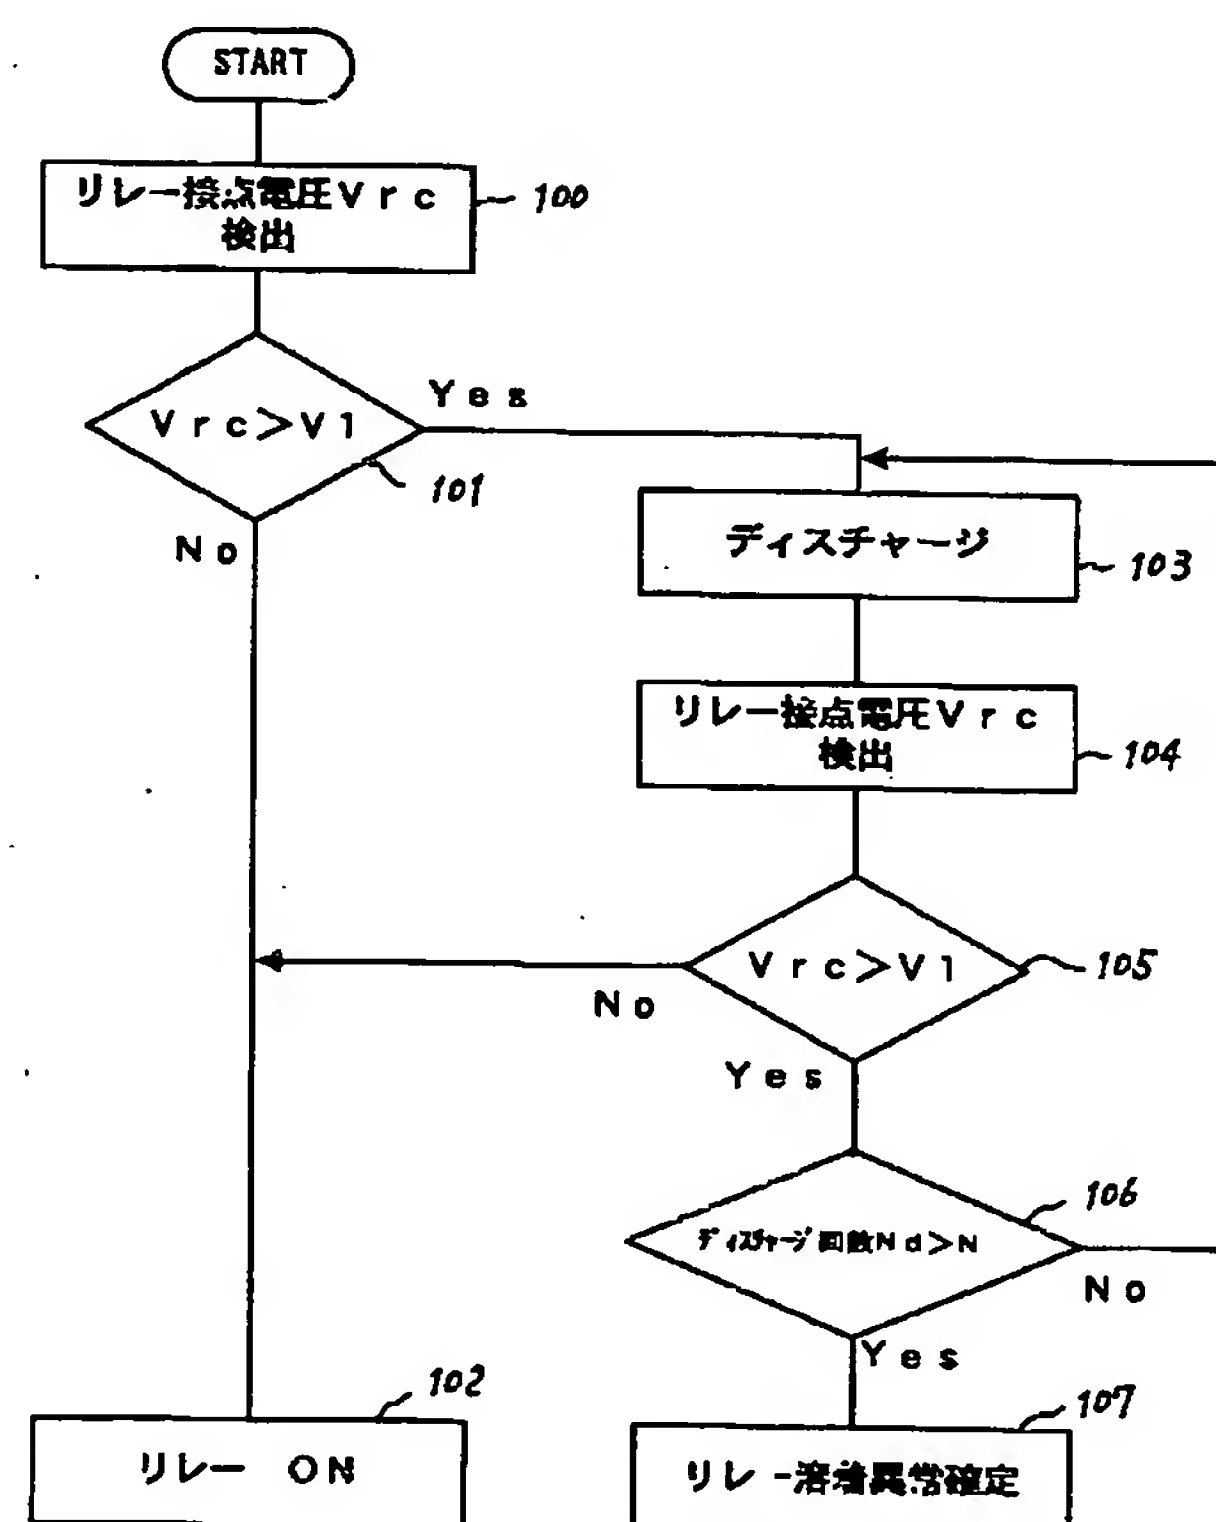 START
リレー接点電圧Vrc
検出
100
Vrc>V1
Yes
101
No
ディスチャージ
103
リレー接点電圧Vrc
検出
104
Vrc>V1
105
No
Yes
106
ディスチャージ回数Nd>N
No
Yes
102
リレー ON
107
リレー溶着異常確定